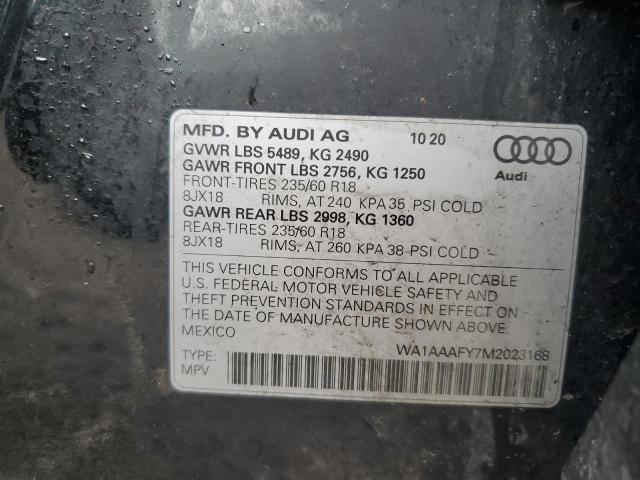 MFD. BY AUDI AG 10 20
GVWR LBS 5489, KG 2490
GAWR FRONT LBS 2756, KG 1250
FRONT-TIRES 235/60 R18
8JX18 RIMS, AT 240 KPA 35 PSI COLD
GAWR REAR LBS 2998, KG 1360
REAR-TIRES 235/60 R18
8JX18 RIMS, AT 260 KPA 38 PSI COLD
Audi
THIS VEHICLE CONFORMS TO ALL APPLICABLE
U.S. FEDERAL MOTOR VEHICLE SAFETY AND
THEFT PREVENTION STANDARDS IN EFFECT ON
THE DATE OF MANUFACTURE SHOWN ABOVE.
MEXICO
WA1AAAFY7M2023168
TYPE:
MPV